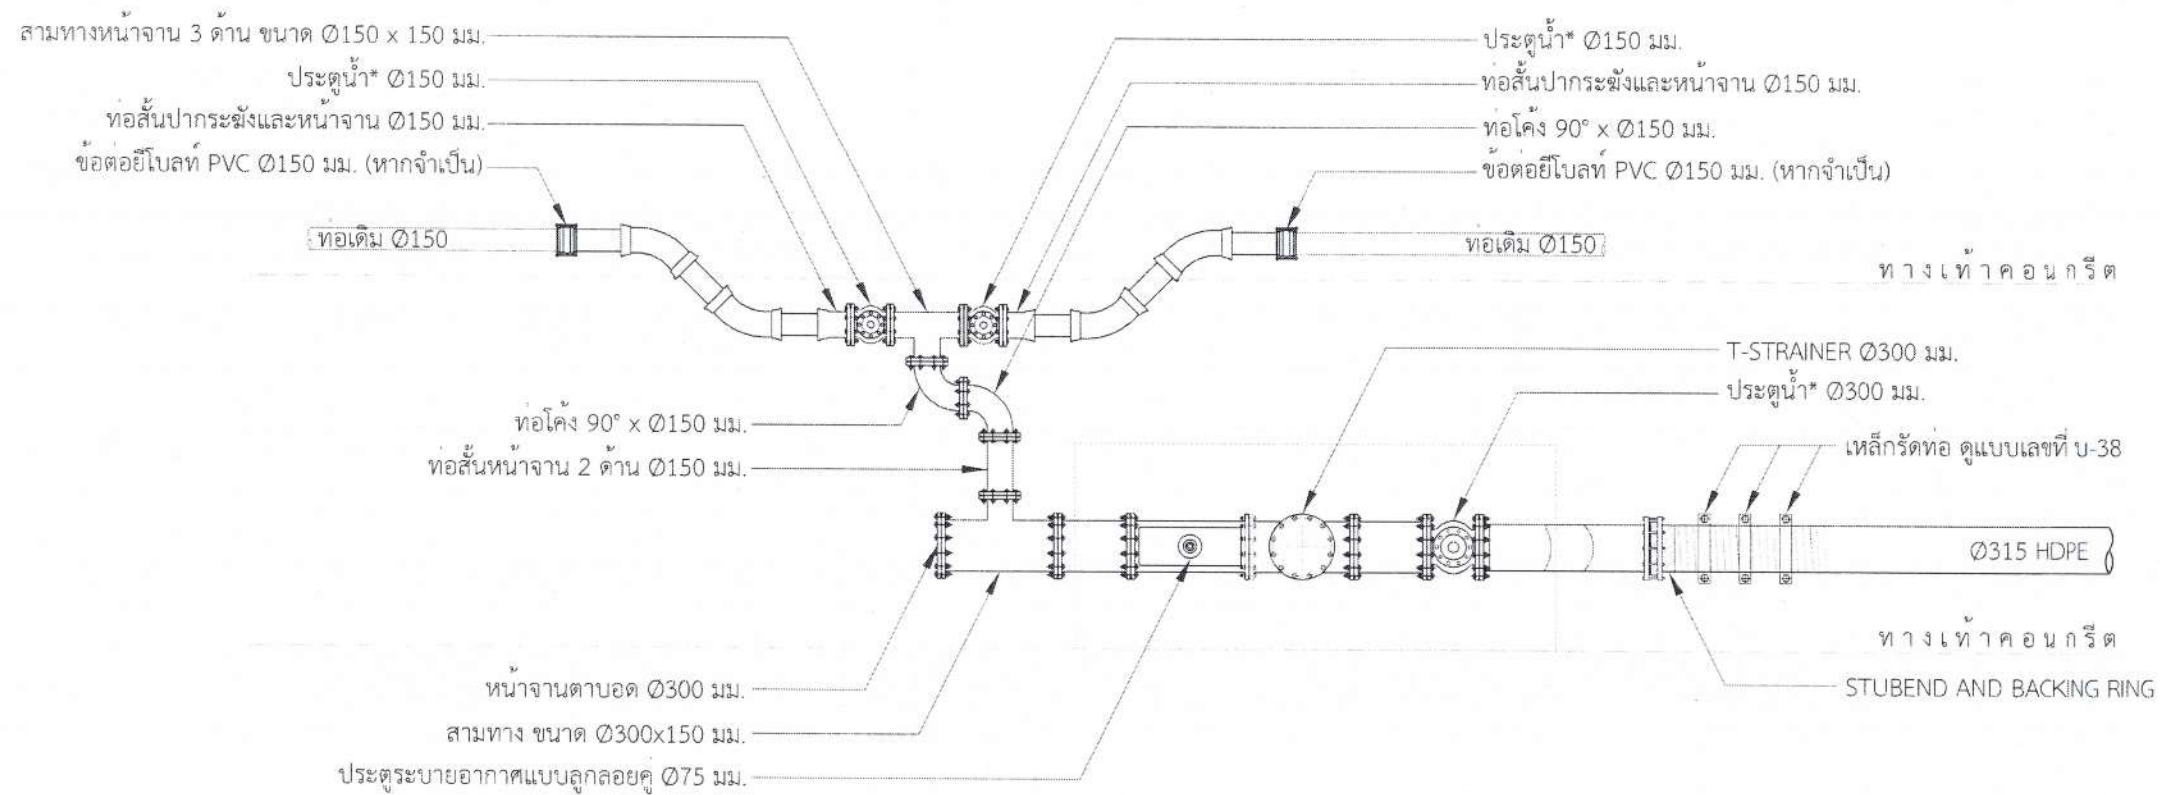 สามทางหน้าจาน 3 ด้าน ขนาด Ø150 x 150 มม.
ประตูน้ำ* Ø150 มม.
ท่อสั้นปากระฆังและหน้าจาน Ø150 มม.
ข้อต่อยีโบลท์ PVC Ø150 มม. (หากจำเป็น)
ประตูน้ำ* Ø150 มม.
ท่อสั้นปากระฆังและหน้าจาน Ø150 มม.
ท่อโค้ง 90° x Ø150 มม.
ข้อต่อยีโบลท์ PVC Ø150 มม. (หากจำเป็น)
ท่อเดิม Ø150
ท่อเดิม Ø150
ทางเท้าคอนกรีต
T-STRAINER Ø300 มม.
ประตูน้ำ* Ø300 มม.
ท่อโค้ง 90° x Ø150 มม.
ท่อสั้นหน้าจาน 2 ด้าน Ø150 มม.
เหล็กรัดท่อ ดูแบบเลขที่ บ-38
Ø315 HDPE
ทางเท้าคอนกรีต
หน้าจานตาบอด Ø300 มม.
สามทาง ขนาด Ø300x150 มม.
ประตูระบายอากาศแบบลูกลอยคู่ Ø75 มม.
STUBEND AND BACKING RING